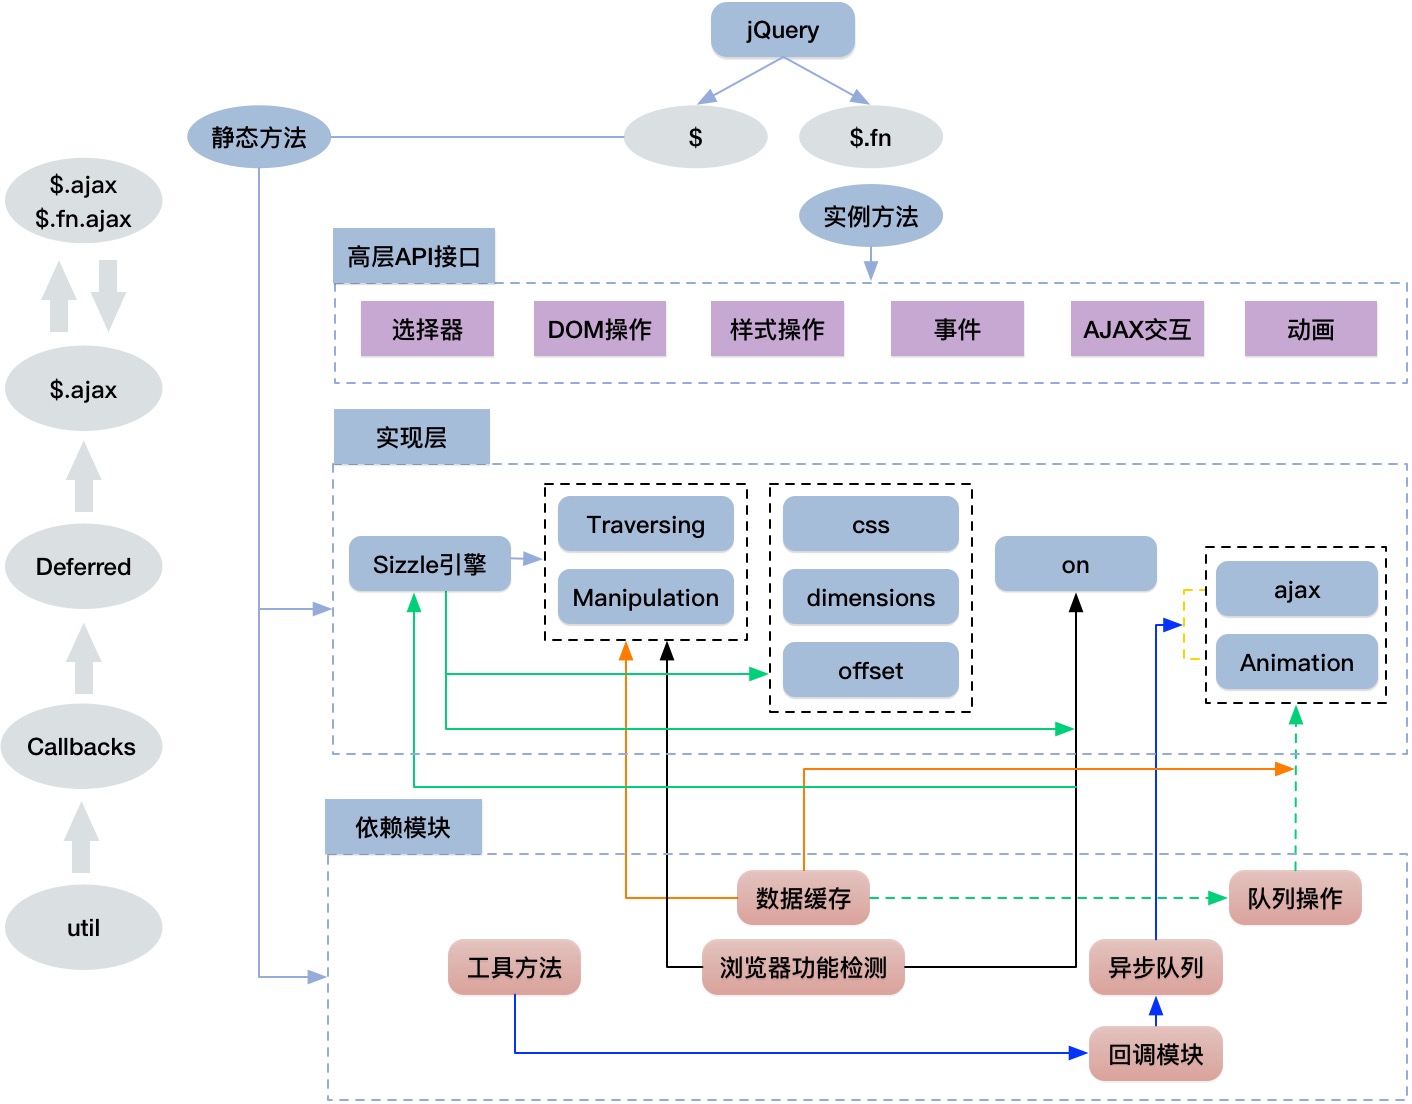 jQuery
静态方法
$
$.fn
$.ajax
$.fn.ajax
实例方法
高层API接口
选择器
DOM操作
样式操作
事件
AJAX交互
动画
$.ajax
实现层
Traversing
css
Sizzle引擎
on
ajax
Manipulation
dimensions
Deferred
offset
Animation
Callbacks
依赖模块
数据缓存
队列操作
util
工具方法
浏览器功能检测
异步队列
回调模块